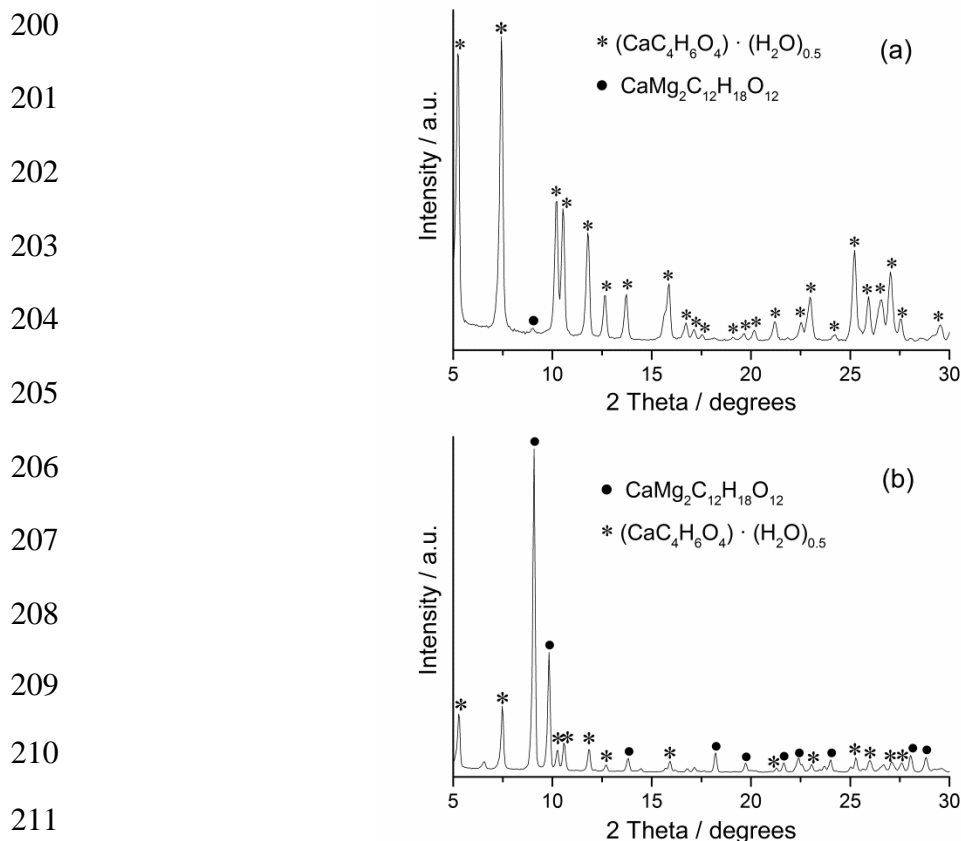 200
201
202
203
204
205
206
207
208
209
210
211
(a)
* (CaC₄H₆O₄) · (H₂O)₀.₅
● CaMg₂C₁₂H₁₈O₁₂
Intensity / a.u.
5 10 15 20 25 30
2 Theta / degrees
(b)
● CaMg₂C₁₂H₁₈O₁₂
* (CaC₄H₆O₄) · (H₂O)₀.₅
Intensity / a.u.
5 10 15 20 25 30
2 Theta / degrees